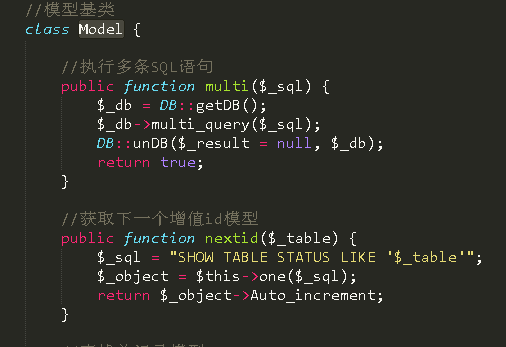 //模型基类
class Model {
//执行多条SQL语句
public function multi($_sql) {
$_db = DB::getDB();
$_db->multi_query($_sql);
DB::unDB($_result = null, $_db);
return true;
}
//获取下一个增值id模型
public function nextid($_table) {
$_sql = "SHOW TABLE STATUS LIKE '$_table'";
$_object = $this->one($_sql);
return $_object->Auto_increment;
}